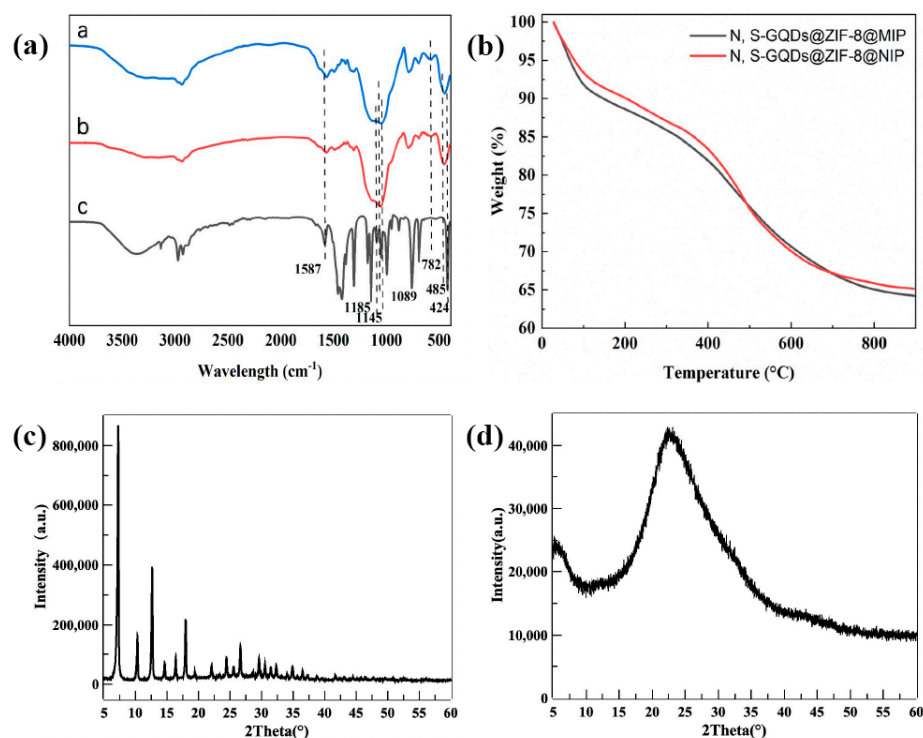 (a)
a
b
c
1587
1185
1145
1089
782
485
424
4000 3500 3000 2500 2000 1500 1000 500
Wavelength (cm-1)
(b)
N, S-GQDs@ZIF-8@MIP
N, S-GQDs@ZIF-8@NIP
100
95
90
85
80
75
70
65
60
Weight (%)
0 200 400 600 800
Temperature (°C)
(c)
800,000
600,000
400,000
200,000
0
Intensity (a.u.)
5 10 15 20 25 30 35 40 45 50 55 60
2Theta(°)
(d)
40,000
30,000
20,000
10,000
Intensity(a.u.)
5 10 15 20 25 30 35 40 45 50 55 60
2Theta(°)